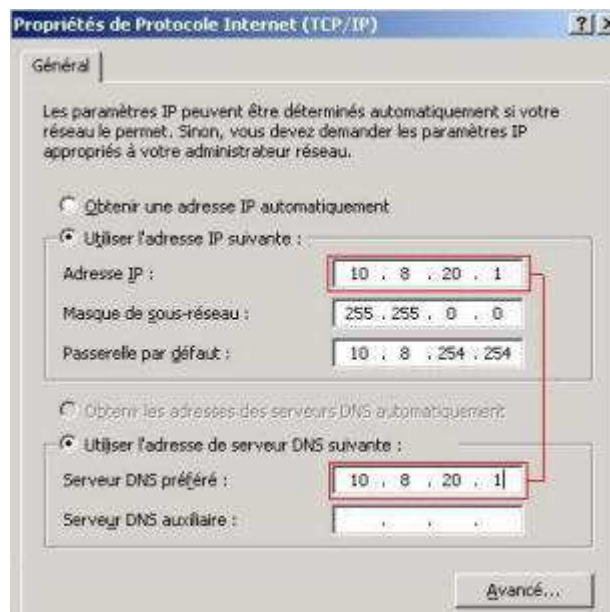 Propriétés de Protocole Internet (TCP/IP)
Général
Les paramètres IP peuvent être déterminés automatiquement si votre
réseau le permet. Sinon, vous devez demander les paramètres IP
appropriés à votre administrateur réseau.
Obtenir une adresse IP automatiquement
Utiliser l'adresse IP suivante :
Adresse IP : 10 . 8 . 20 . 1
Masque de sous-réseau : 255 . 255 . 0 . 0
Passerelle par défaut : 10 . 8 . 254 . 254
Obtenir les adresses des serveurs DNS automatiquement
Utiliser l'adresse de serveur DNS suivante :
Serveur DNS préféré : 10 . 8 . 20 . 1
Serveur DNS auxiliaire : . . .
Avancé...